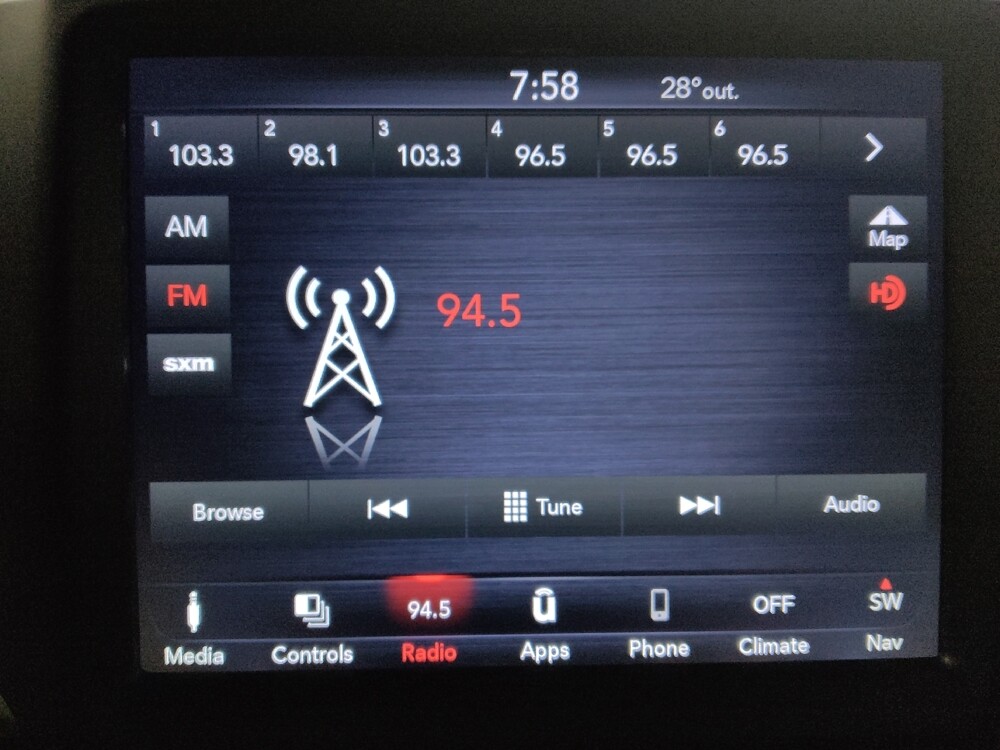 7:58 28°out.
1 2 3 4 5 6
103.3 98.1 103.3 96.5 96.5 96.5
AM
Map
FM
94.5
HD
sxm
Browse Tune Audio
94.5 û OFF SW
Media Controls Radio Apps Phone Climate Nav